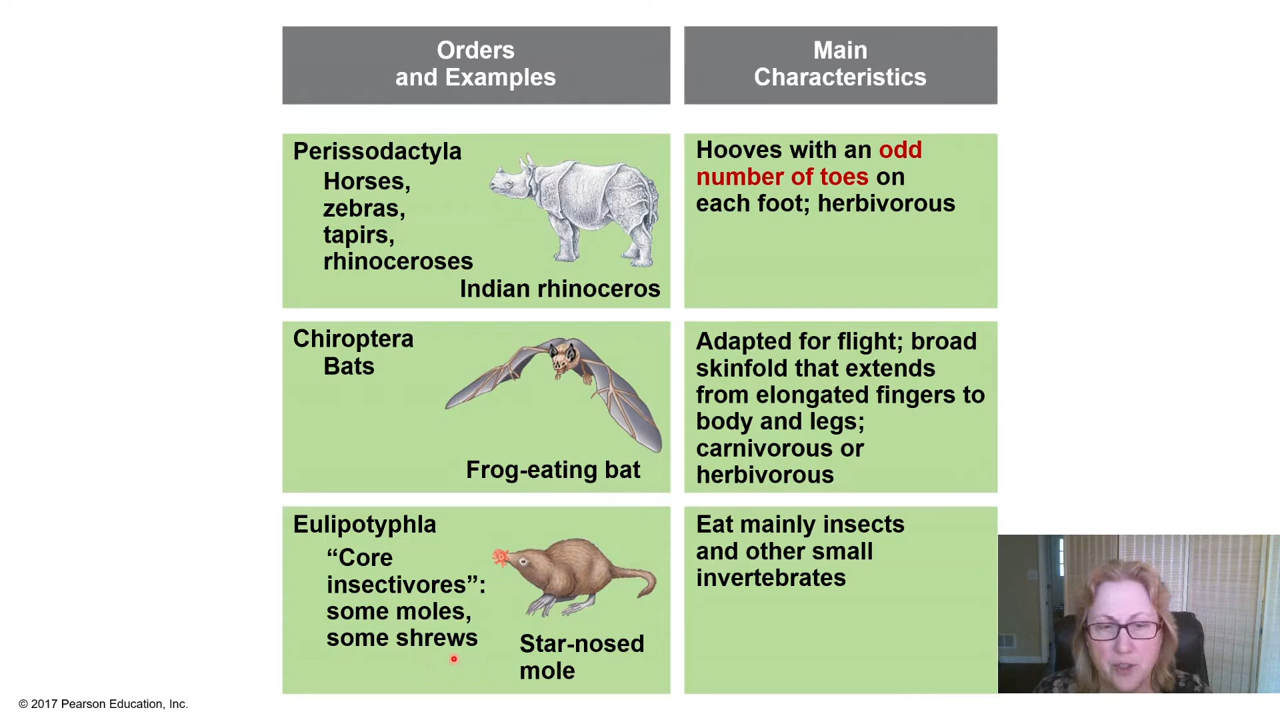 Orders
and Examples
Main
Characteristics
Perissodactyla
Horses,
zebras,
tapirs,
rhinoceroses
Indian rhinoceros
Hooves with an odd
number of toes on
each foot; herbivorous
Chiroptera
Bats
Frog-eating bat
Adapted for flight; broad
skinfold that extends
from elongated fingers to
body and legs;
carnivorous or
herbivorous
Eulipotyphla
“Core
insectivores”:
some moles,
some shrews
Star-nosed
mole
Eat mainly insects
and other small
invertebrates
© 2017 Pearson Education, Inc.